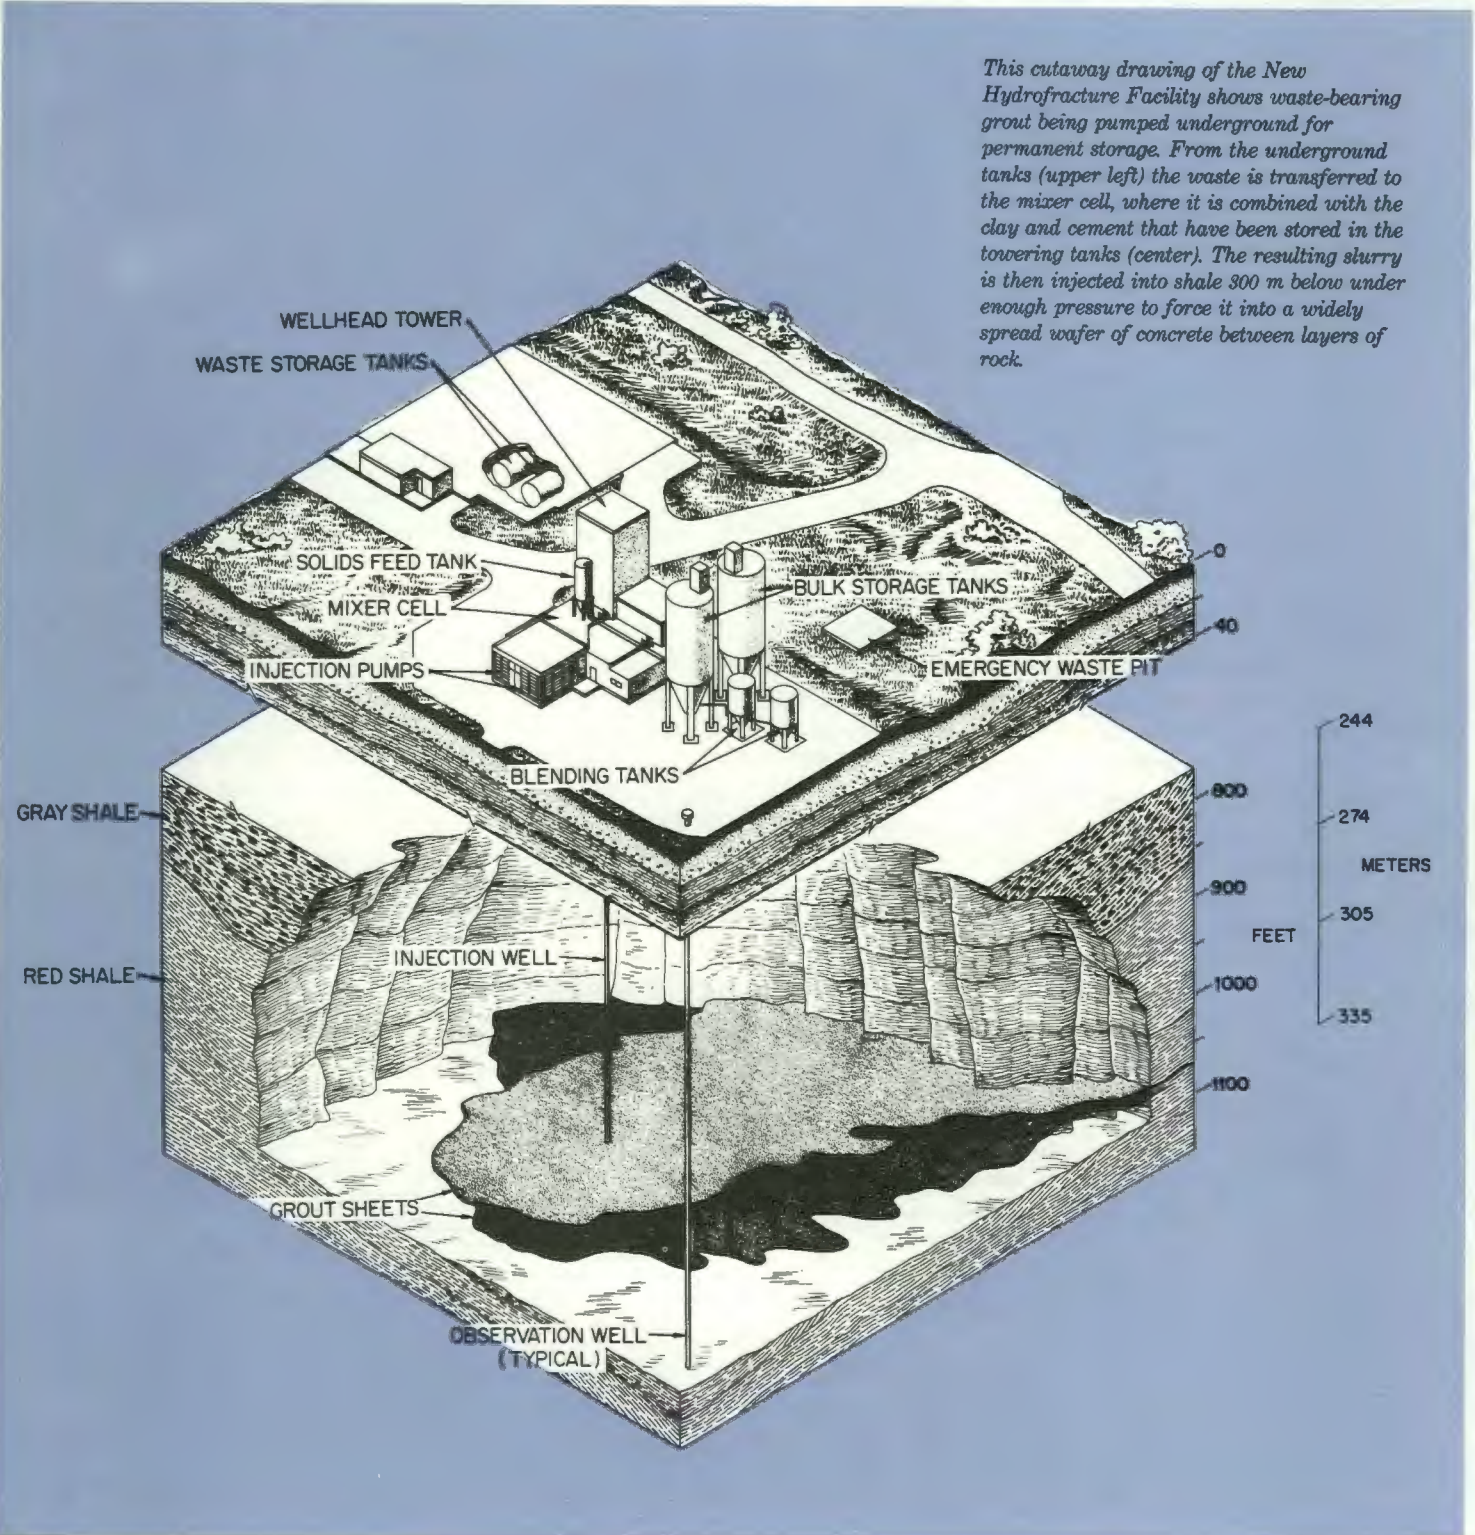 This cutaway drawing of the New
Hydrofracture Facility shows waste-bearing
grout being pumped underground for
permanent storage. From the underground
tanks (upper left) the waste is transferred to
the mixer cell, where it is combined with the
clay and cement that have been stored in the
towering tanks (center). The resulting slurry
is then injected into shale 300 m below under
enough pressure to force it into a widely
spread wafer of concrete between layers of
rock.
WELLHEAD TOWER
WASTE STORAGE TANKS
SOLIDS FEED TANK
MIXER CELL
INJECTION PUMPS
BULK STORAGE TANKS
EMERGENCY WASTE PIT
BLENDING TANKS
0
40
GRAY SHALE
RED SHALE
INJECTION WELL
GROUT SHEETS
OBSERVATION WELL
(TYPICAL)
800
900
FEET
1000
1100
244
274
METERS
305
335